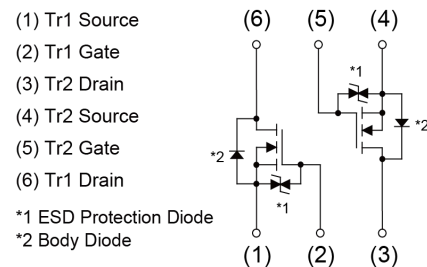 (1) Tr1 Source
(2) Tr1 Gate
(3) Tr2 Drain
(4) Tr2 Source
(5) Tr2 Gate
(6) Tr1 Drain
*1 ESD Protection Diode
*2 Body Diode
(6) (5) (4)
*1
*2
*2
*1
(1) (2) (3)